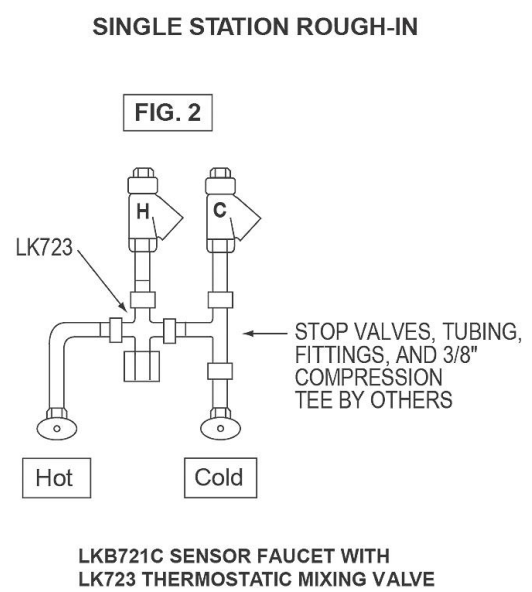 SINGLE STATION ROUGH-IN
FIG. 2
H
C
LK723
STOP VALVES, TUBING,
FITTINGS, AND 3/8"
COMPRESSION
TEE BY OTHERS
Hot
Cold
LKB721C SENSOR FAUCET WITH
LK723 THERMOSTATIC MIXING VALVE